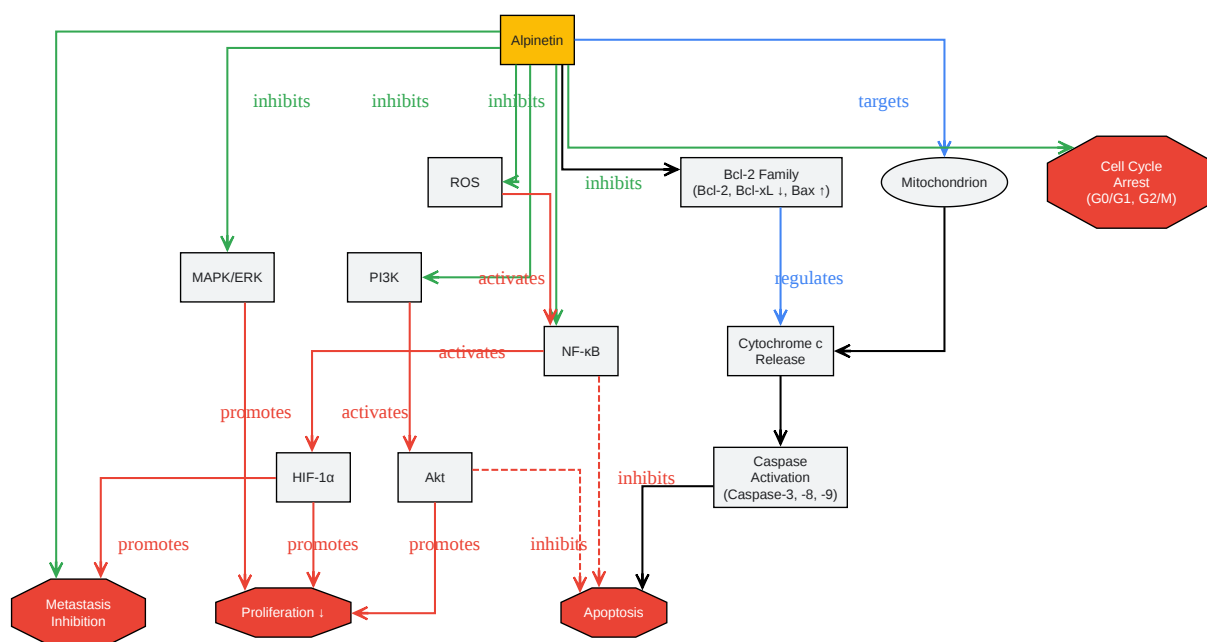 Alpinetin
inhibits
inhibits
inhibits
targets
ROS
inhibits
Bcl-2 Family
(Bcl-2, Bcl-xL ↓, Bax ↑)
Mitochondrion
Cell Cycle
Arrest
(G0/G1, G2/M)
MAPK/ERK
PI3K
activates
regulates
activates
NF-κB
Cytochrome c
Release
promotes
activates
HIF-1α
Akt
inhibits
Caspase
Activation
(Caspase-3, -8, -9)
promotes
promotes
promotes
inhibits
Metastasis
Inhibition
Proliferation ↓
Apoptosis